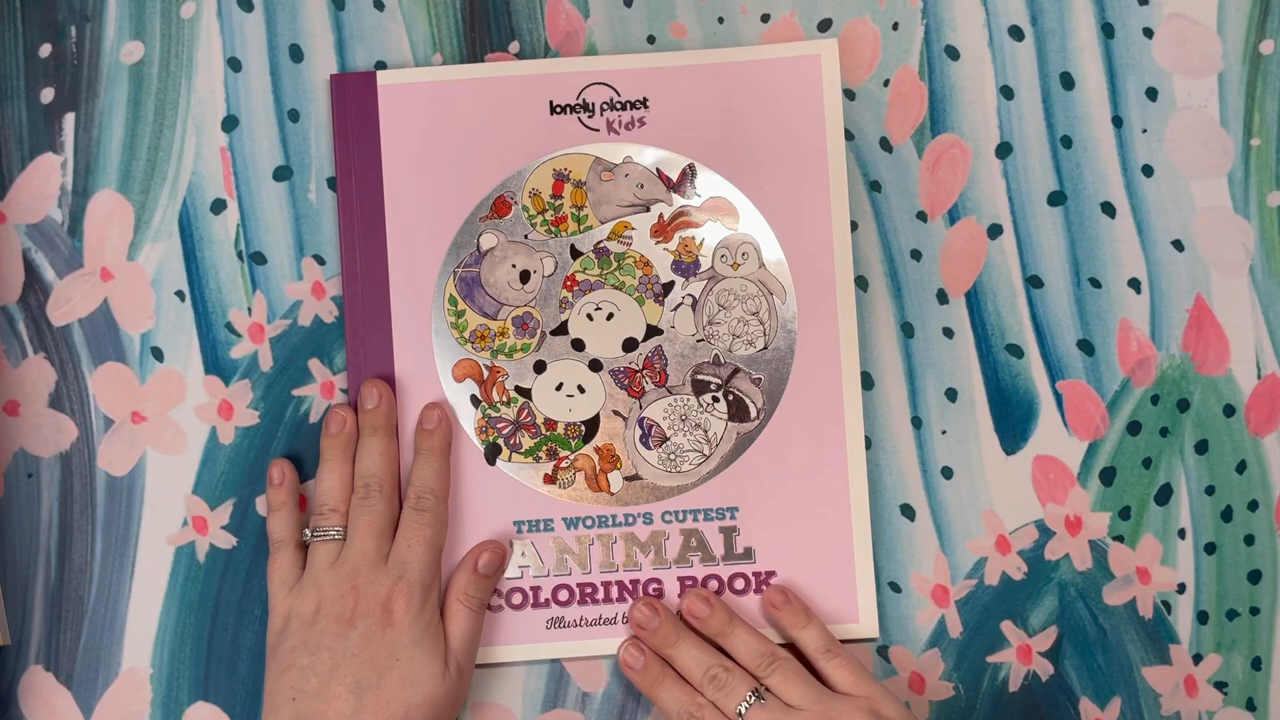 lonely planet
kids
THE WORLD'S CUTEST
ANIMAL
COLORING BOOK
Illustrated